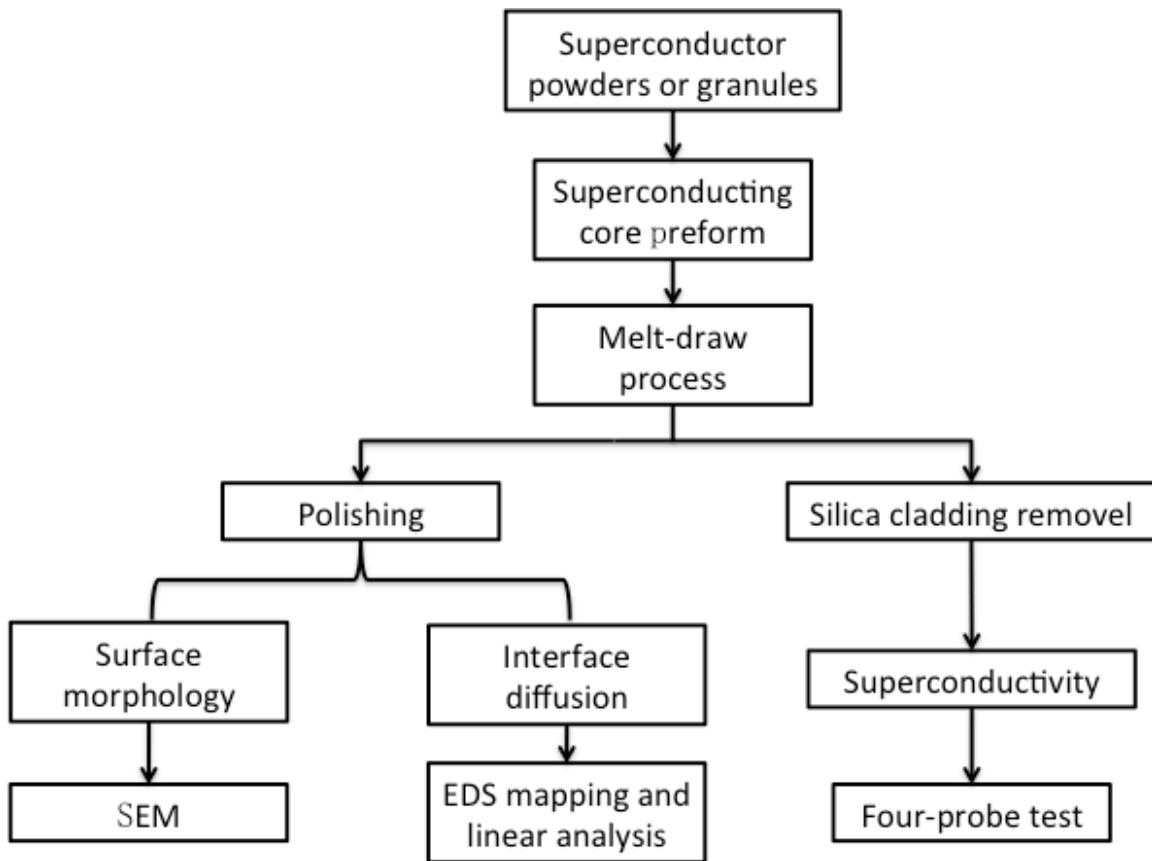 Superconductor
powders or granules
Superconducting
core preform
Melt-draw
process
Polishing
Silica cladding removel
Surface
morphology
Interface
diffusion
Superconductivity
SEM
EDS mapping and
linear analysis
Four-probe test